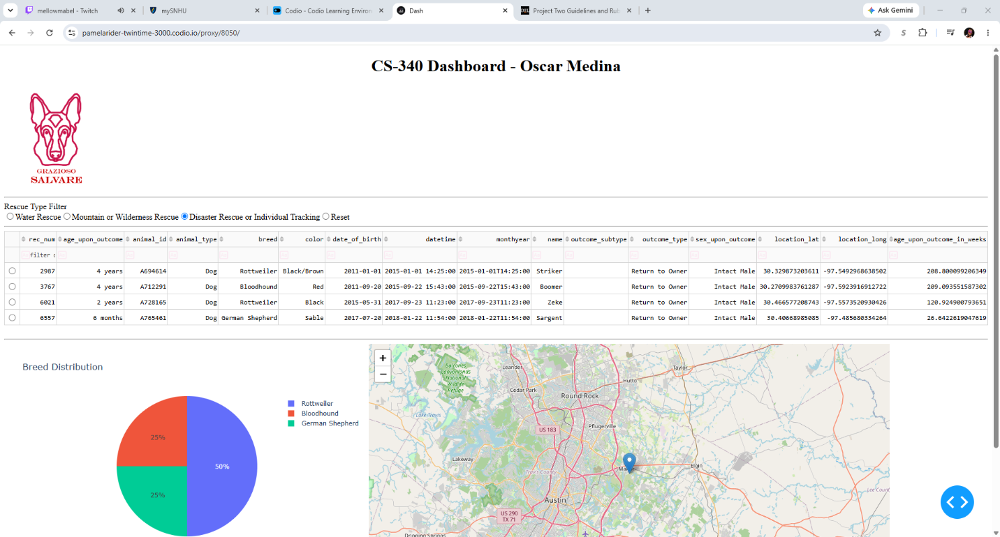 mellowmabel - Twitch
mySNHU
Codio - Codio Learning Environ
Dash
Project Two Guidelines and Rub
Ask Gemini
pamelarider-twintime-3000.codio.io/proxy/8050/
CS-340 Dashboard - Oscar Medina
GRAZIOSO
SALVARE
Rescue Type Filter
Water Rescue Mountain or Wilderness Rescue Disaster Rescue or Individual Tracking Reset
rec_num age_upon_outcome animal_id animal_type breed color date_of_birth datetime monthyear name outcome_subtype outcome_type sex_upon_outcome location_lat location_long age_upon_outcome_in_weeks
filter
2987 4 years A694614 Dog Rottweiler Black/Brown 2011-01-01 2015-01-01 14:25:00 2015-01-01T14:25:00 Striker Return to Owner Intact Male 30.329873203611 -97.5492968638502 208.800099206349
3767 4 years A712291 Dog Bloodhound Red 2011-09-20 2015-09-22 15:43:00 2015-09-22T15:43:00 Boomer Return to Owner Intact Male 30.2709983761287 -97.5923916912722 209.093551587302
6021 2 years A728165 Dog Rottweiler Black 2015-05-31 2017-09-23 11:23:00 2017-09-23T11:23:00 Zeke Return to Owner Intact Male 30.466577208743 -97.5573520930426 120.924900793651
6557 6 months A765461 Dog German Shepherd Sable 2017-07-20 2018-01-22 11:54:00 2018-01-22T11:54:00 Sargent Return to Owner Intact Male 30.40668985085 -97.485680334264 26.6422619047619
Breed Distribution
Rottweiler
Bloodhound
German Shepherd
25%
50%
25%
+
−
Balcones
Canyonlands
National
Wildlife
Refuge
Leander
Taylor
Hutto
Cedar Park
Round Rock
Lake Travis
US 183
Pflugerville
Lakeway
Elgin
Travis County
Lee County
Austin
US 290
TX 71
Dripping Springs